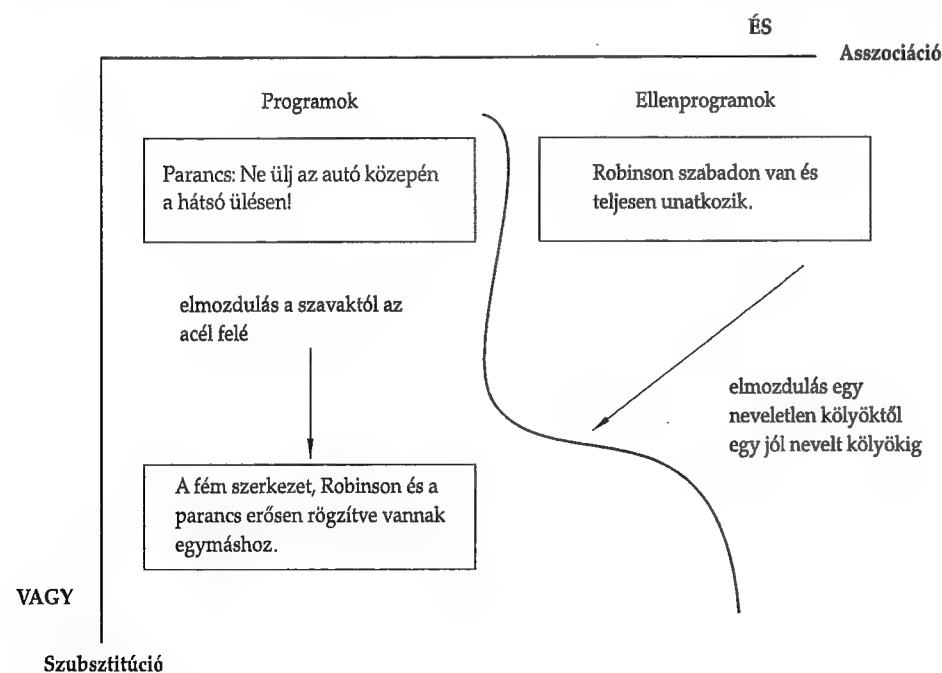 ÉS
Asszociáció
Programok
Ellenprogramok
Parancs: Ne ülj az autó közepén
a hátsó ülésen!
Robinson szabadon van és
teljesen unatkozik.
elmozdulás a szavaktól az
acél felé
elmozdulás egy
neveletlen kölyöktől
egy jól nevelt kölyökig
A fém szerkezet, Robinson és a
parancs erősen rögzítve vannak
egymáshoz.
VAGY
Szubsztitúció